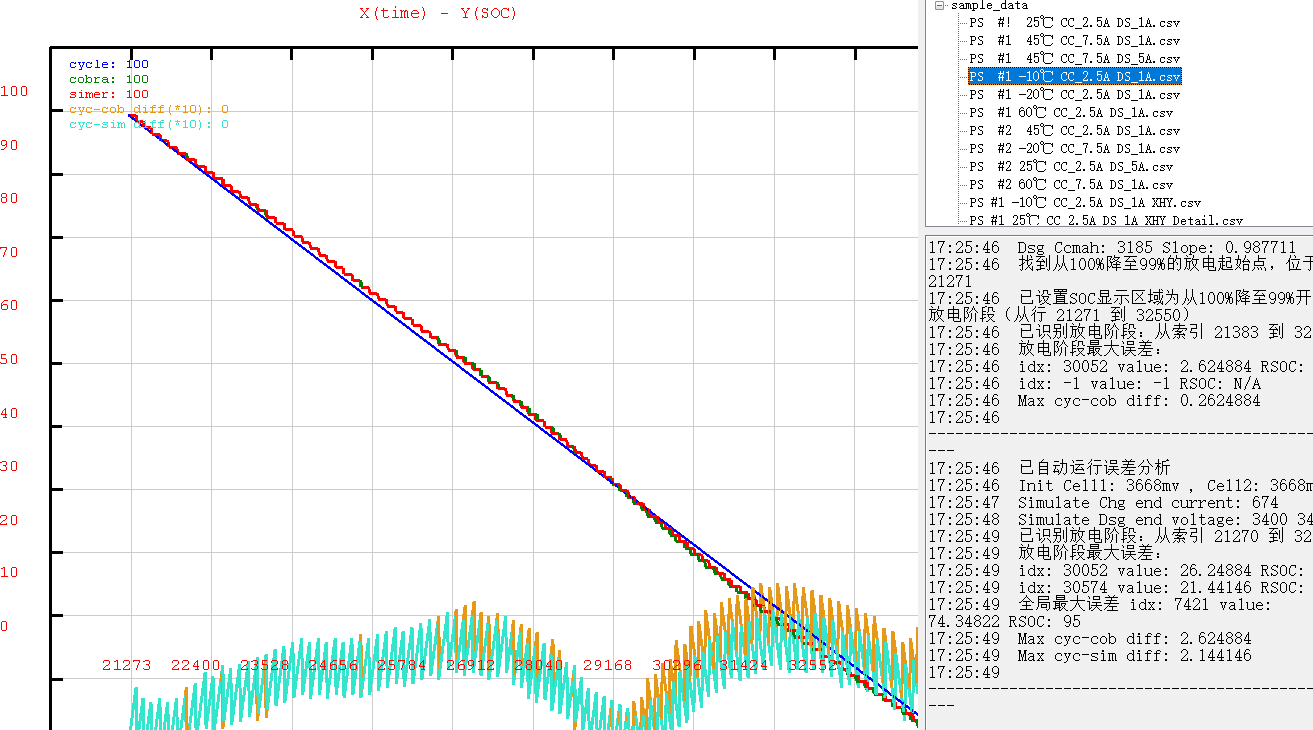 X(time) - Y(SOC)
cycle: 100
cobra: 100
simer: 100
cyc-cob diff(*10): 0
cyc-sim diff(*10): 0
100
90
80
70
60
50
40
30
20
10
0
21273 22400 23528 24656 25784 26912 28040 29168 30296 31424 32552
sample_data
PS #! 25℃ CC_2.5A DS_1A.csv
PS #1 45℃ CC_7.5A DS_1A.csv
PS #1 45℃ CC_7.5A DS_5A.csv
PS #1 -10℃ CC_2.5A DS_1A.csv
PS #1 -20℃ CC_2.5A DS_1A.csv
PS #1 60℃ CC_2.5A DS_1A.csv
PS #2 45℃ CC_2.5A DS_1A.csv
PS #2 -20℃ CC_7.5A DS_1A.csv
PS #2 25℃ CC_2.5A DS_5A.csv
PS #2 60℃ CC_7.5A DS_1A.csv
PS #1 -10℃ CC_2.5A DS_1A XHY.csv
PS #1 25℃ CC_2.5A DS_1A XHY Detail.csv
17:25:46 Dsg Ccmah: 3185 Slope: 0.987711
17:25:46 找到从100%降至99%的放电起始点，位于
21271
17:25:46 已设置SOC显示区域为从100%降至99%开
放电阶段（从行 21271 到 32550）
17:25:46 已识别放电阶段：从索引 21383 到 32
17:25:46 放电阶段最大误差：
17:25:46 idx: 30052 value: 2.624884 RSOC:
17:25:46 idx: -1 value: -1 RSOC: N/A
17:25:46 Max cyc-cob diff: 0.2624884
17:25:46
---
17:25:46 已自动运行误差分析
17:25:46 Init Cell1: 3668mv , Cell2: 3668m
17:25:47 Simulate Chg end current: 674
17:25:48 Simulate Dsg end voltage: 3400 34
17:25:49 已识别放电阶段：从索引 21270 到 32
17:25:49 放电阶段最大误差：
17:25:49 idx: 30052 value: 26.24884 RSOC:
17:25:49 idx: 30574 value: 21.44146 RSOC:
17:25:49 全局最大误差 idx: 7421 value:
74.34822 RSOC: 95
17:25:49 Max cyc-cob diff: 2.624884
17:25:49 Max cyc-sim diff: 2.144146
17:25:49
---